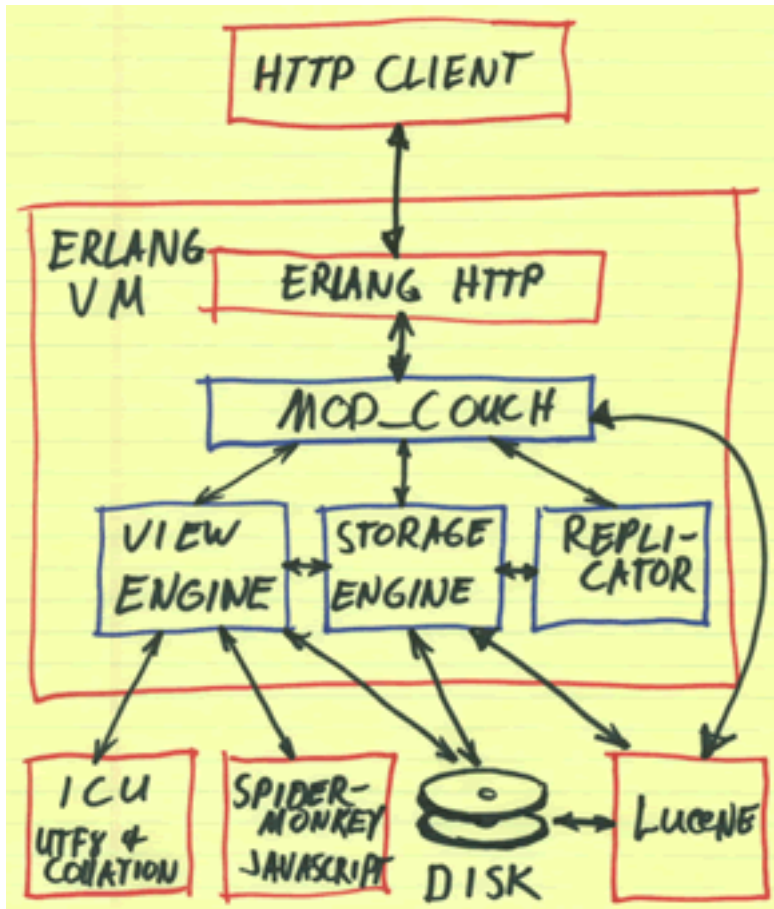 HTTP CLIENT
ERLANG
VM
ERLANG HTTP
MOD_COUCH
VIEW
ENGINE
STORAGE
ENGINE
REPLI-
CATOR
ICU
UTF8 &
COLLATION
SPIDER-
MONKEY
JAVASCRIPT
DISK
LUCENE